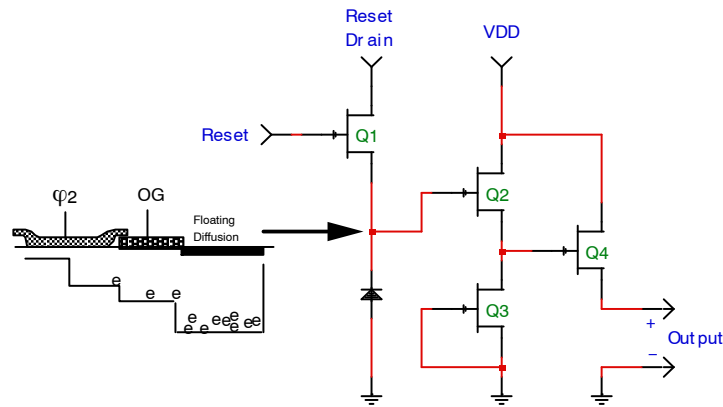 Reset
Drain
VDD
Reset
Q1
φ2
OG
Floating
Diffusion
Q2
Q4
Q3
e
e e
e e e e e e e e e
+
Output
−